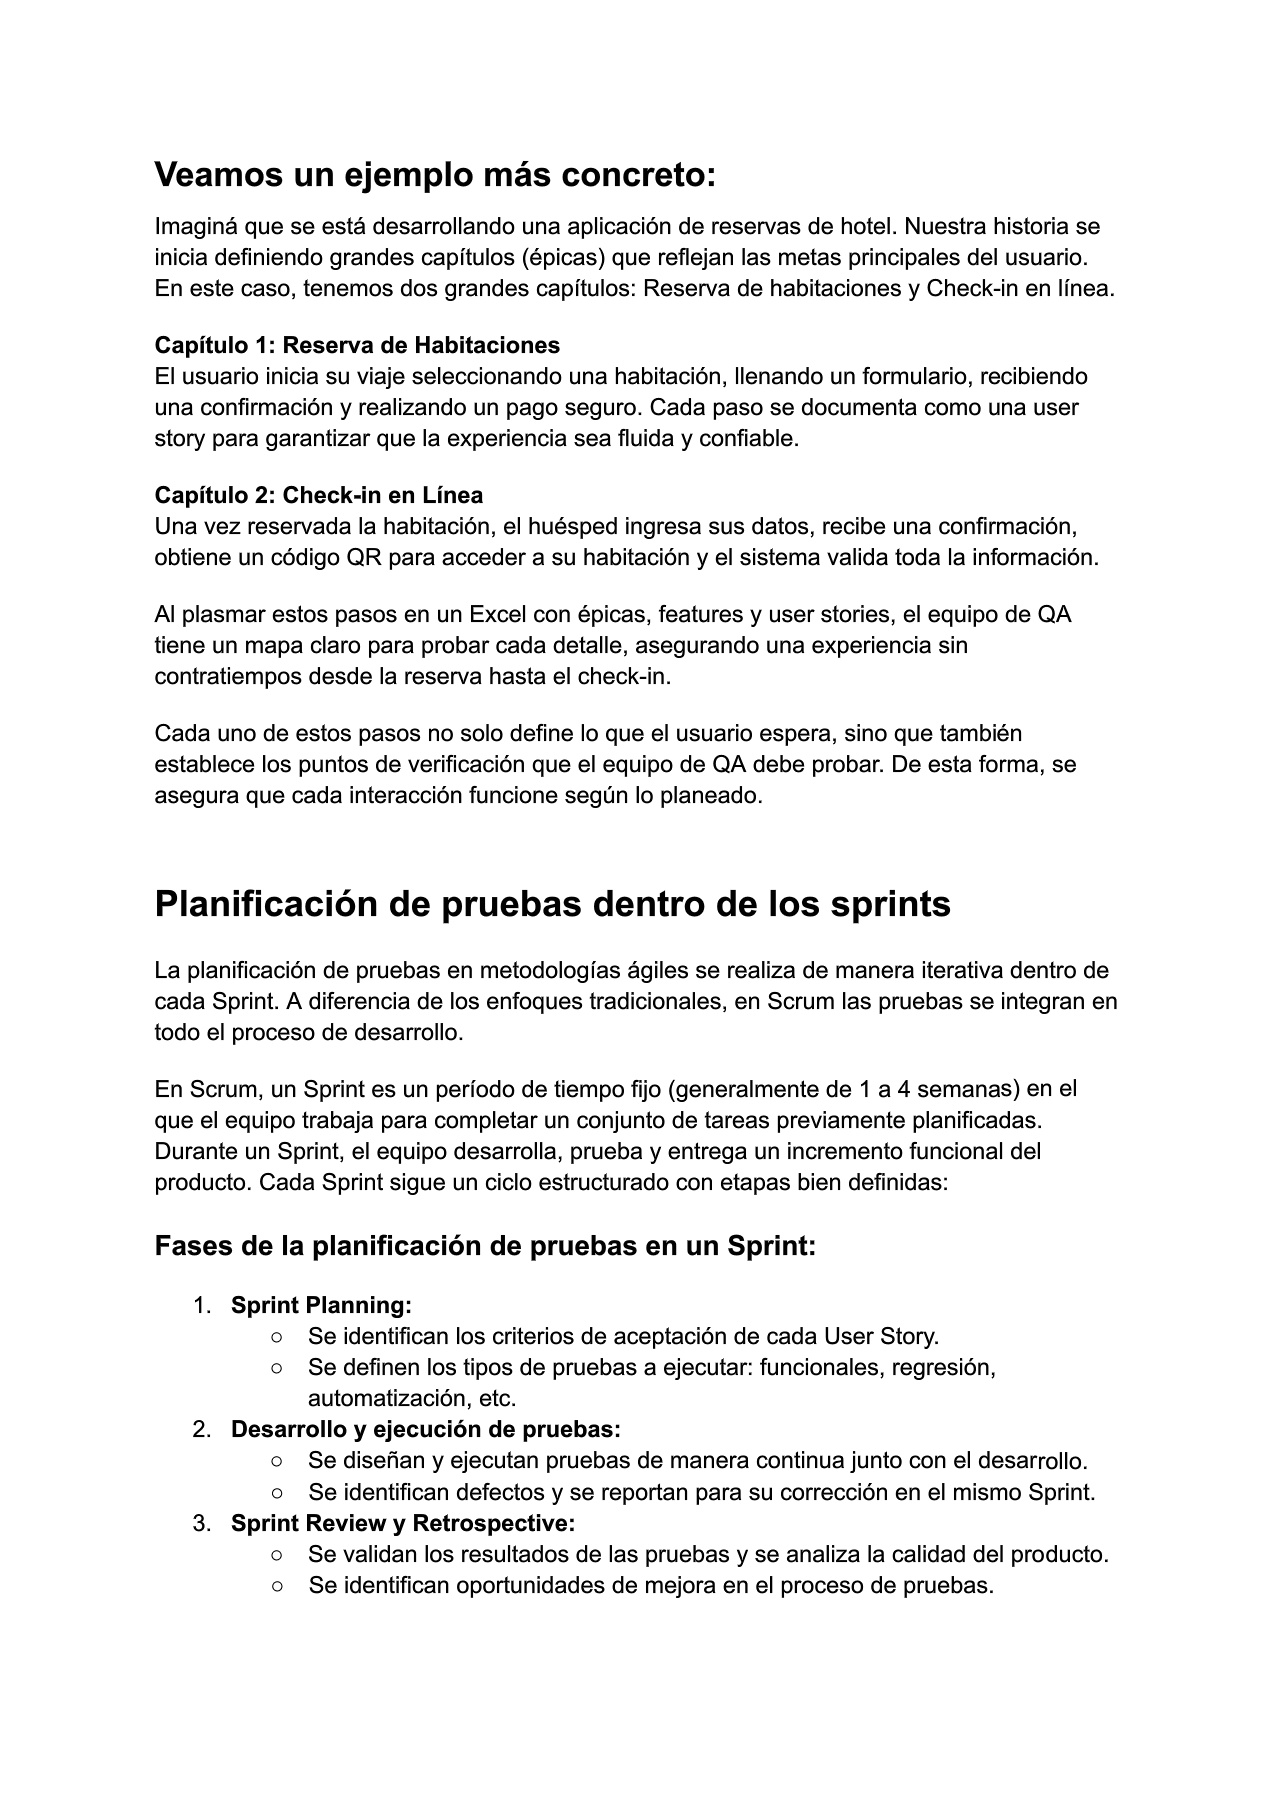 Veamos un ejemplo más concreto:
Imaginá que se está desarrollando una aplicación de reservas de hotel. Nuestra historia se
inicia definiendo grandes capítulos (épicas) que reflejan las metas principales del usuario.
En este caso, tenemos dos grandes capítulos: Reserva de habitaciones y Check-in en línea.
Capítulo 1: Reserva de Habitaciones
El usuario inicia su viaje seleccionando una habitación, llenando un formulario, recibiendo
una confirmación y realizando un pago seguro. Cada paso se documenta como una user
story para garantizar que la experiencia sea fluida y confiable.
Capítulo 2: Check-in en Línea
Una vez reservada la habitación, el huésped ingresa sus datos, recibe una confirmación,
obtiene un código QR para acceder a su habitación y el sistema valida toda la información.
Al plasmar estos pasos en un Excel con épicas, features y user stories, el equipo de QA
tiene un mapa claro para probar cada detalle, asegurando una experiencia sin
contratiempos desde la reserva hasta el check-in.
Cada uno de estos pasos no solo define lo que el usuario espera, sino que también
establece los puntos de verificación que el equipo de QA debe probar. De esta forma, se
asegura que cada interacción funcione según lo planeado.
Planificación de pruebas dentro de los sprints
La planificación de pruebas en metodologías ágiles se realiza de manera iterativa dentro de
cada Sprint. A diferencia de los enfoques tradicionales, en Scrum las pruebas se integran en
todo el proceso de desarrollo.
En Scrum, un Sprint es un período de tiempo fijo (generalmente de 1 a 4 semanas) en el
que el equipo trabaja para completar un conjunto de tareas previamente planificadas.
Durante un Sprint, el equipo desarrolla, prueba y entrega un incremento funcional del
producto. Cada Sprint sigue un ciclo estructurado con etapas bien definidas:
Fases de la planificación de pruebas en un Sprint:
1. Sprint Planning:
○ Se identifican los criterios de aceptación de cada User Story.
○ Se definen los tipos de pruebas a ejecutar: funcionales, regresión,
automatización, etc.
2. Desarrollo y ejecución de pruebas:
○ Se diseñan y ejecutan pruebas de manera continua junto con el desarrollo.
○ Se identifican defectos y se reportan para su corrección en el mismo Sprint.
3. Sprint Review y Retrospective:
○ Se validan los resultados de las pruebas y se analiza la calidad del producto.
○ Se identifican oportunidades de mejora en el proceso de pruebas.